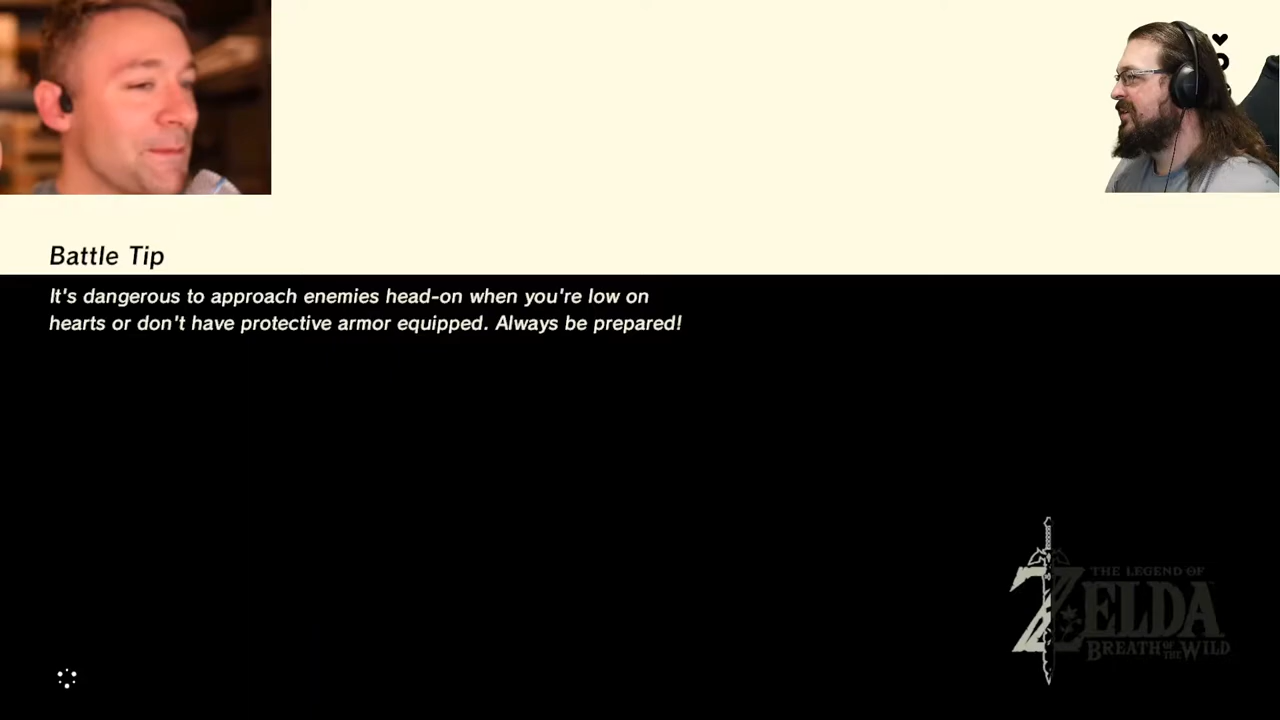 Battle Tip
It's dangerous to approach enemies head-on when you're low on
hearts or don't have protective armor equipped. Always be prepared!
THE LEGEND OF
ZELDA
BREATH OF THE WILD